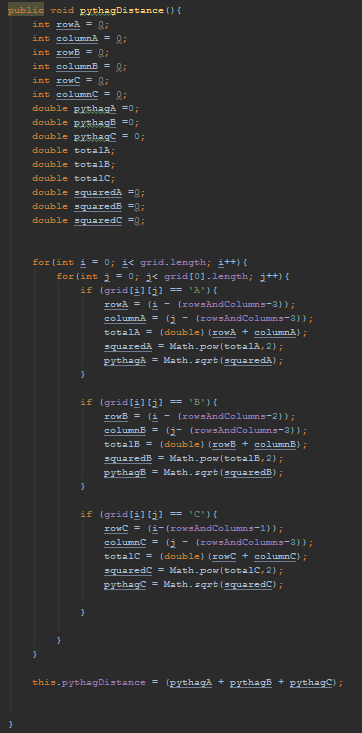 public void pythagDistance(){
int rowA = 0;
int columnA = 0;
int rowB = 0;
int columnB = 0;
int rowC = 0;
int columnC = 0;
double pythagA =0;
double pythagB =0;
double pythagC = 0;
double totalA;
double totalB;
double totalC;
double squaredA =0;
double squaredB =0;
double squaredC =0;
for(int i = 0; i< grid.length; i++){
for(int j = 0; j< grid[0].length; j++){
if (grid[i][j] == 'A'){
rowA = (i - (rowsAndColumns-3));
columnA = (j - (rowsAndColumns-3));
totalA = (double)(rowA + columnA);
squaredA = Math.pow(totalA,2);
pythagA = Math.sqrt(squaredA);
}
if (grid[i][j] == 'B'){
rowB = (i - (rowsAndColumns-2));
columnB = (j- (rowsAndColumns-3));
totalB = (double)(rowB + columnB);
squaredB = Math.pow(totalB,2);
pythagB = Math.sqrt(squaredB);
}
if (grid[i][j] == 'C'){
rowC = (i-(rowsAndColumns-1));
columnC = (j - (rowsAndColumns-3));
totalC = (double)(rowC + columnC);
squaredC = Math.pow(totalC,2);
pythagC = Math.sqrt(squaredC);
}
}
}
this.pythagDistance = (pythagA + pythagB + pythagC);
}